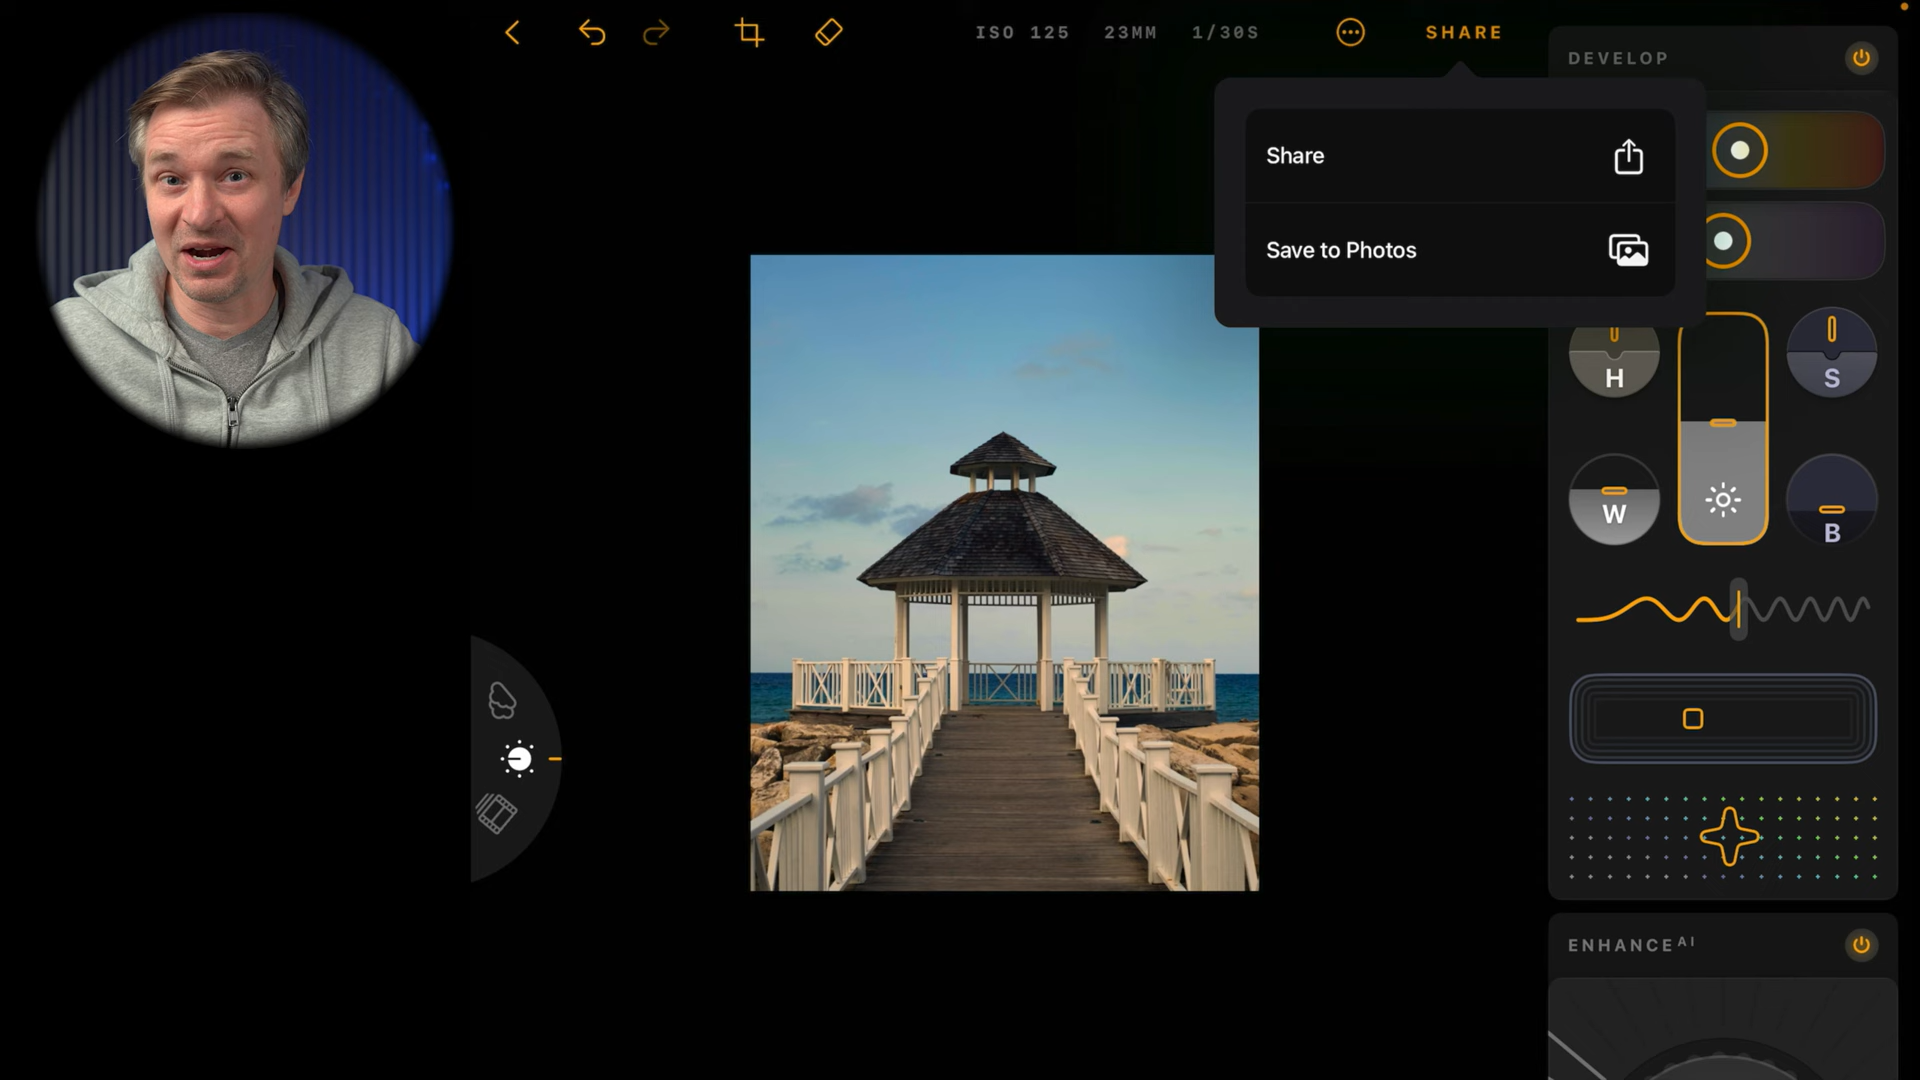 ISO 125 23MM 1/30S SHARE
DEVELOP
Share
Save to Photos
H
S
W
B
ENHANCE AI